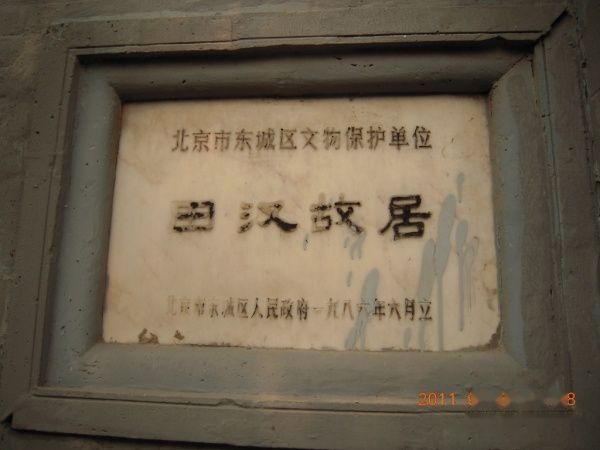 北京市东城区文物保护单位
田汉故居
北京市东城区人民政府一九八六年六月立
2011
8